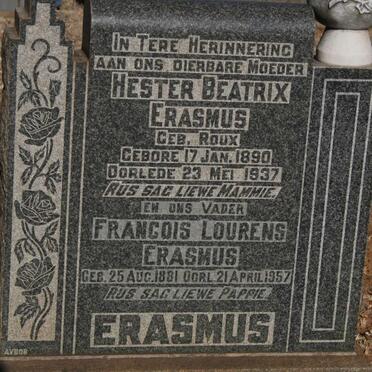 IN TERE HERINNERING
AAN ONS DIERBARE MOEDER
HESTER BEATRIX
ERASMUS
GEB. ROUX
GEBORE 17 JAN. 1890
OORLEDE 23 MEI 1937
RUS SAG LIEWE MAMMIE.
EN ONS VADER
FRANCOIS LOURENS
ERASMUS
GEB. 25 AUG. 1881 OORL. 21 APRIL 1957
RUS SAG LIEWE PAPPIE.
ERASMUS
AVBOB